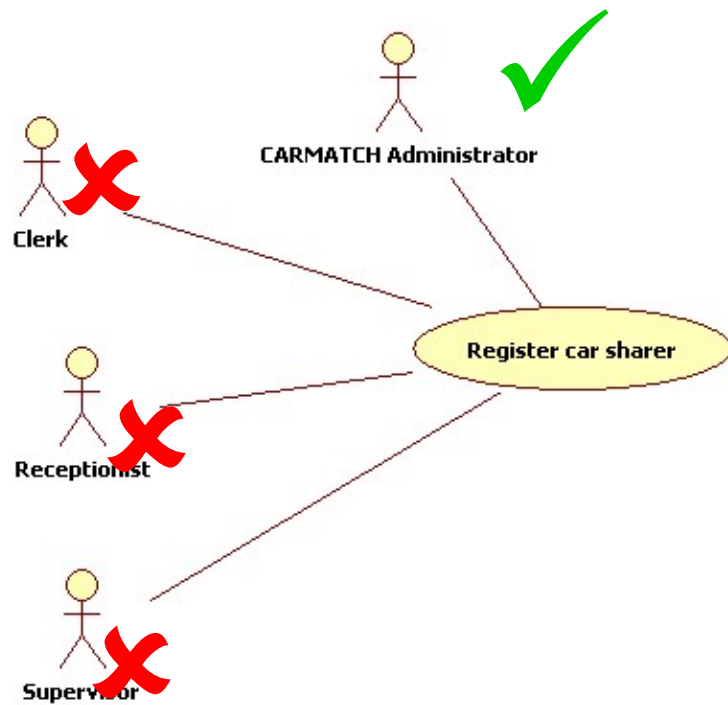 CARMATCH Administrator
Clerk
Register car sharer
Receptionist
Supervisor